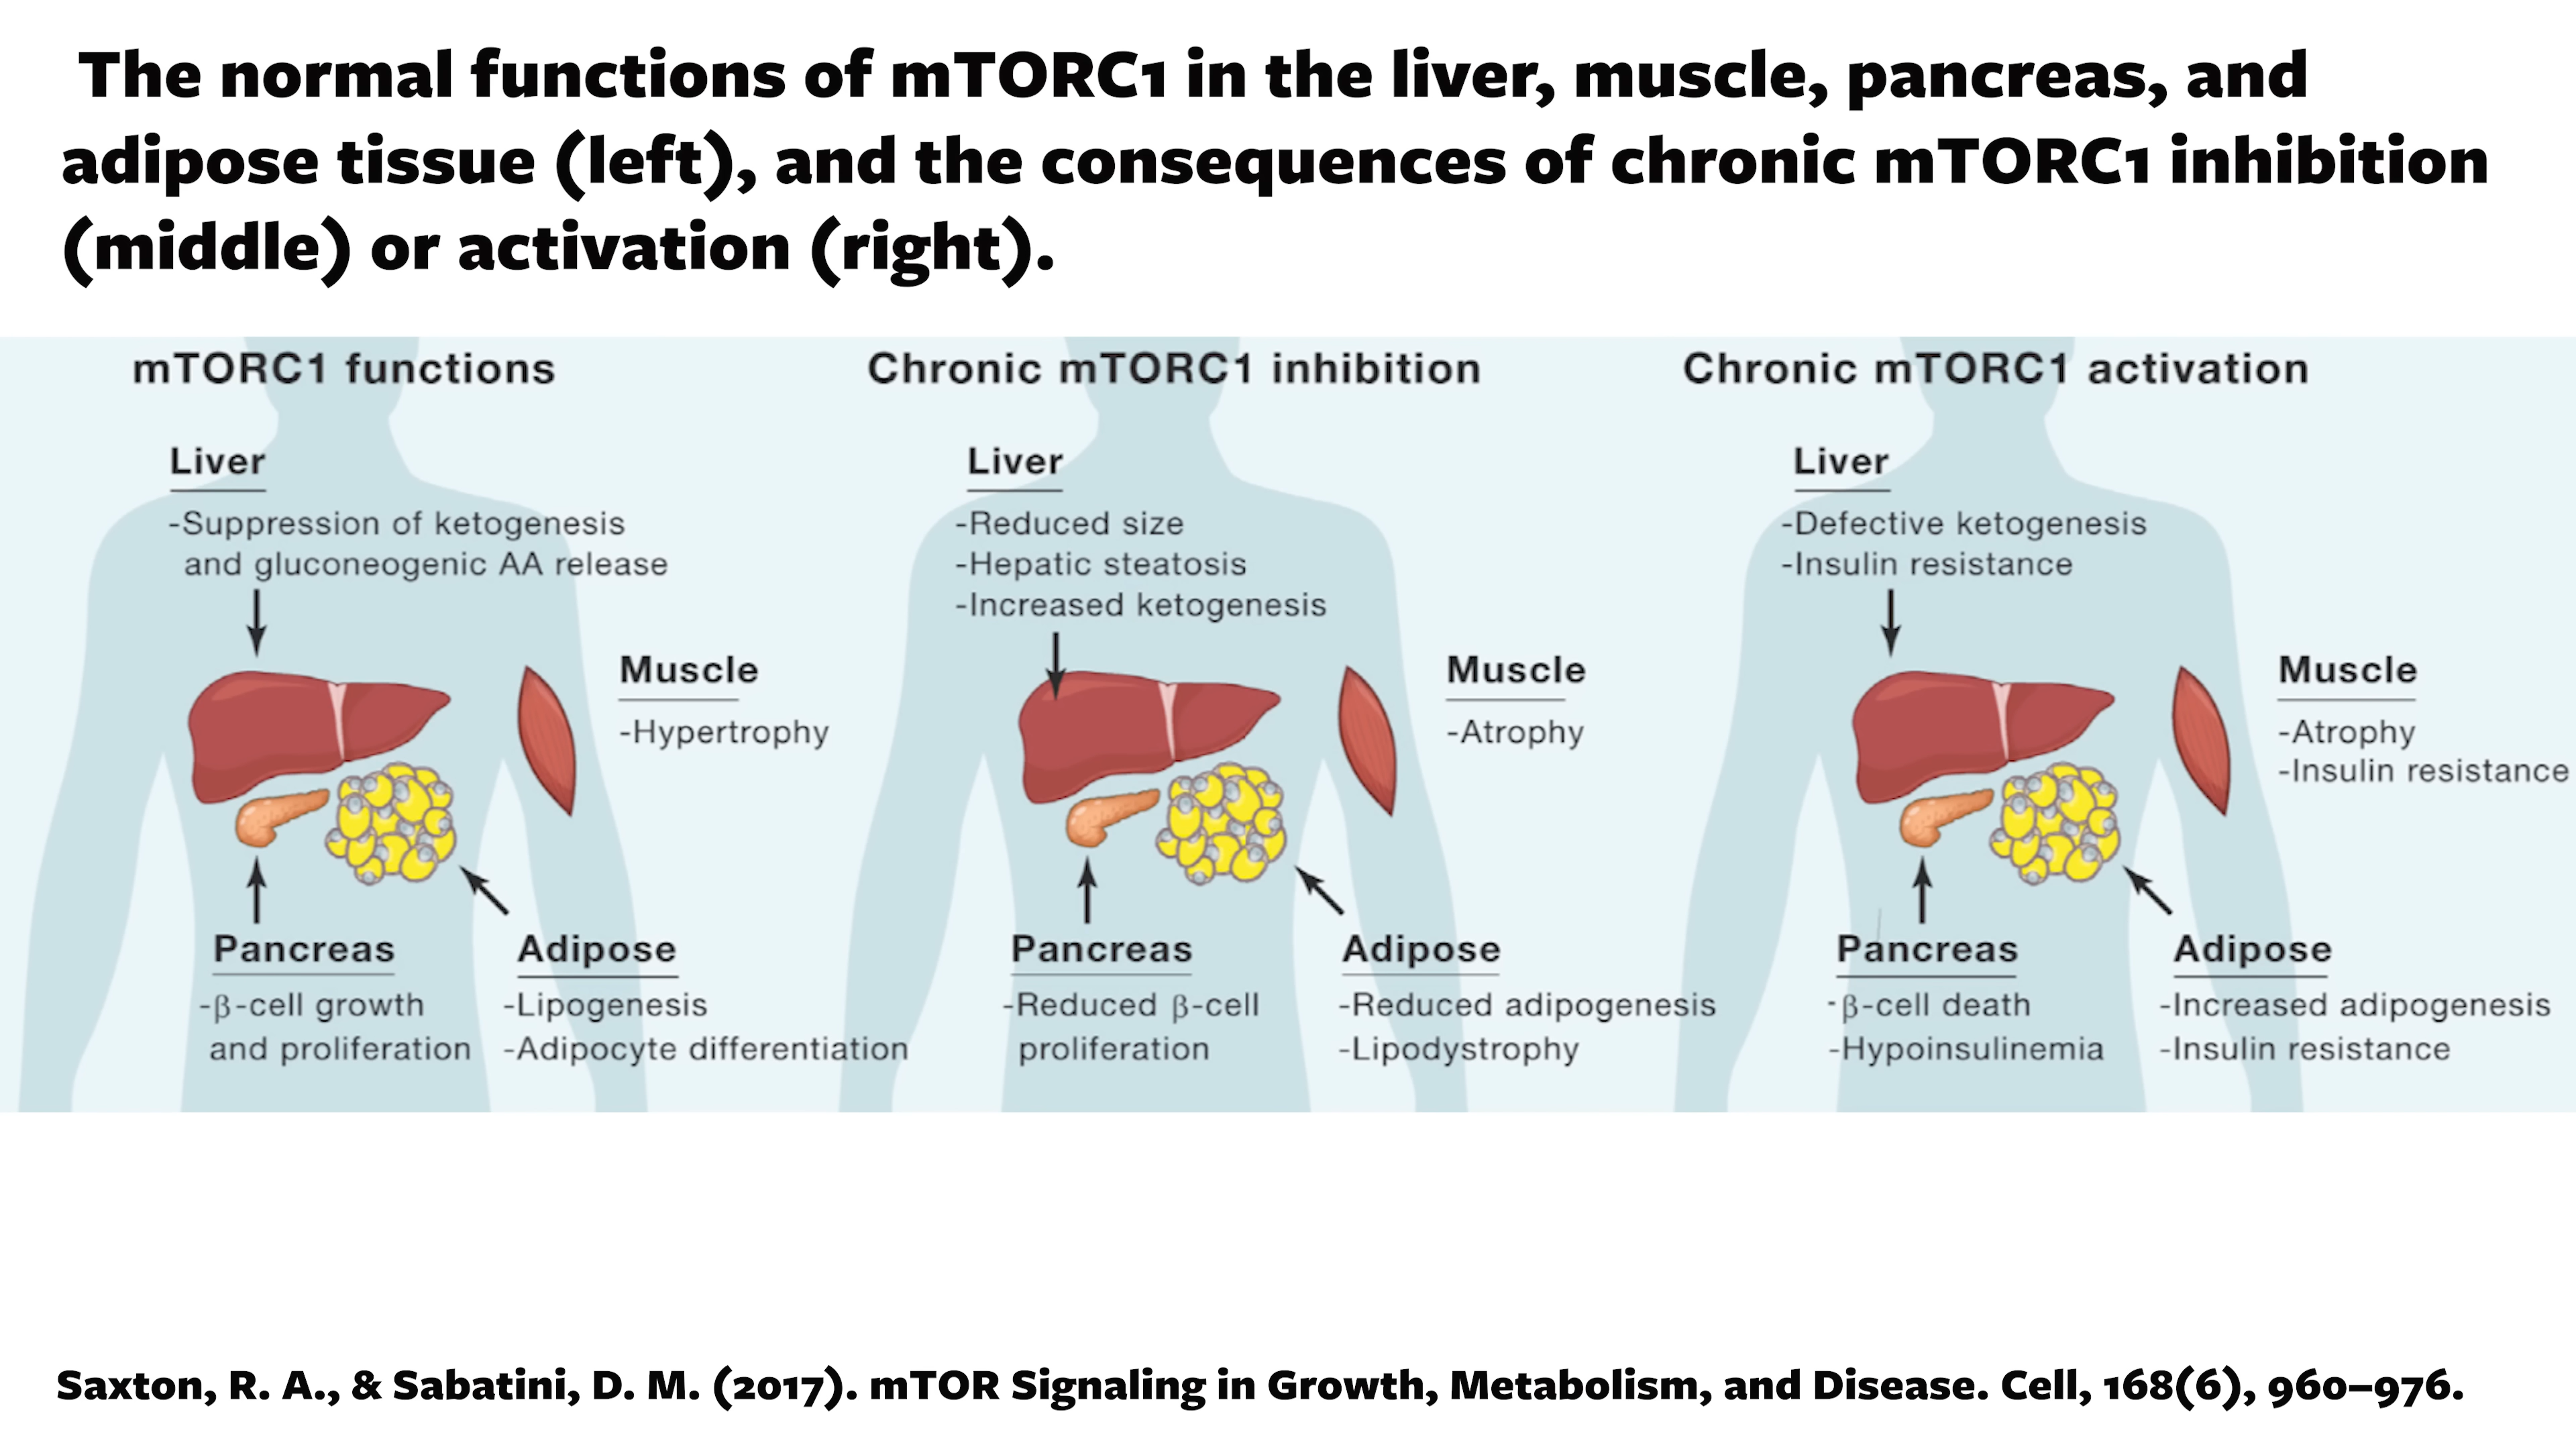 The normal functions of mTORC1 in the liver, muscle, pancreas, and
adipose tissue (left), and the consequences of chronic mTORC1 inhibition
(middle) or activation (right).
mTORC1 functions
Liver
-Suppression of ketogenesis
and gluconeogenic AA release
Muscle
-Hypertrophy
Pancreas
-β-cell growth
and proliferation
Adipose
-Lipogenesis
-Adipocyte differentiation
Chronic mTORC1 inhibition
Liver
-Reduced size
-Hepatic steatosis
-Increased ketogenesis
Muscle
-Atrophy
Pancreas
-Reduced β-cell
proliferation
Adipose
-Reduced adipogenesis
-Lipodystrophy
Chronic mTORC1 activation
Liver
-Defective ketogenesis
-Insulin resistance
Muscle
-Atrophy
-Insulin resistance
Pancreas
-β-cell death
-Hypoinsulinemia
Adipose
-Increased adipogenesis
-Insulin resistance
Saxton, R. A., & Sabatini, D. M. (2017). mTOR Signaling in Growth, Metabolism, and Disease. Cell, 168(6), 960–976.